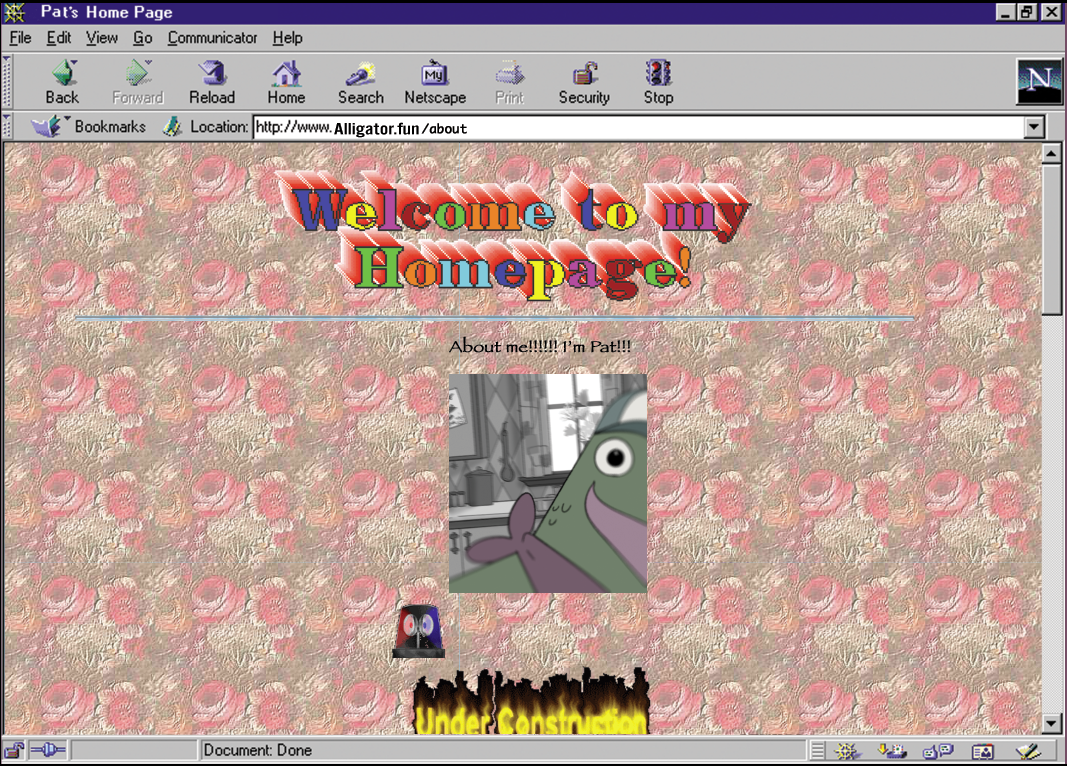 Pat's Home Page
File Edit View Go Communicator Help
My N
Back Forward Reload Home Search Netscape Print Security Stop
Bookmarks Location: http://www.Alligator.fun/about
Welcome to my
Homepage!
About me!!!!!! I'm Pat!!!
Under Construction
Document: Done